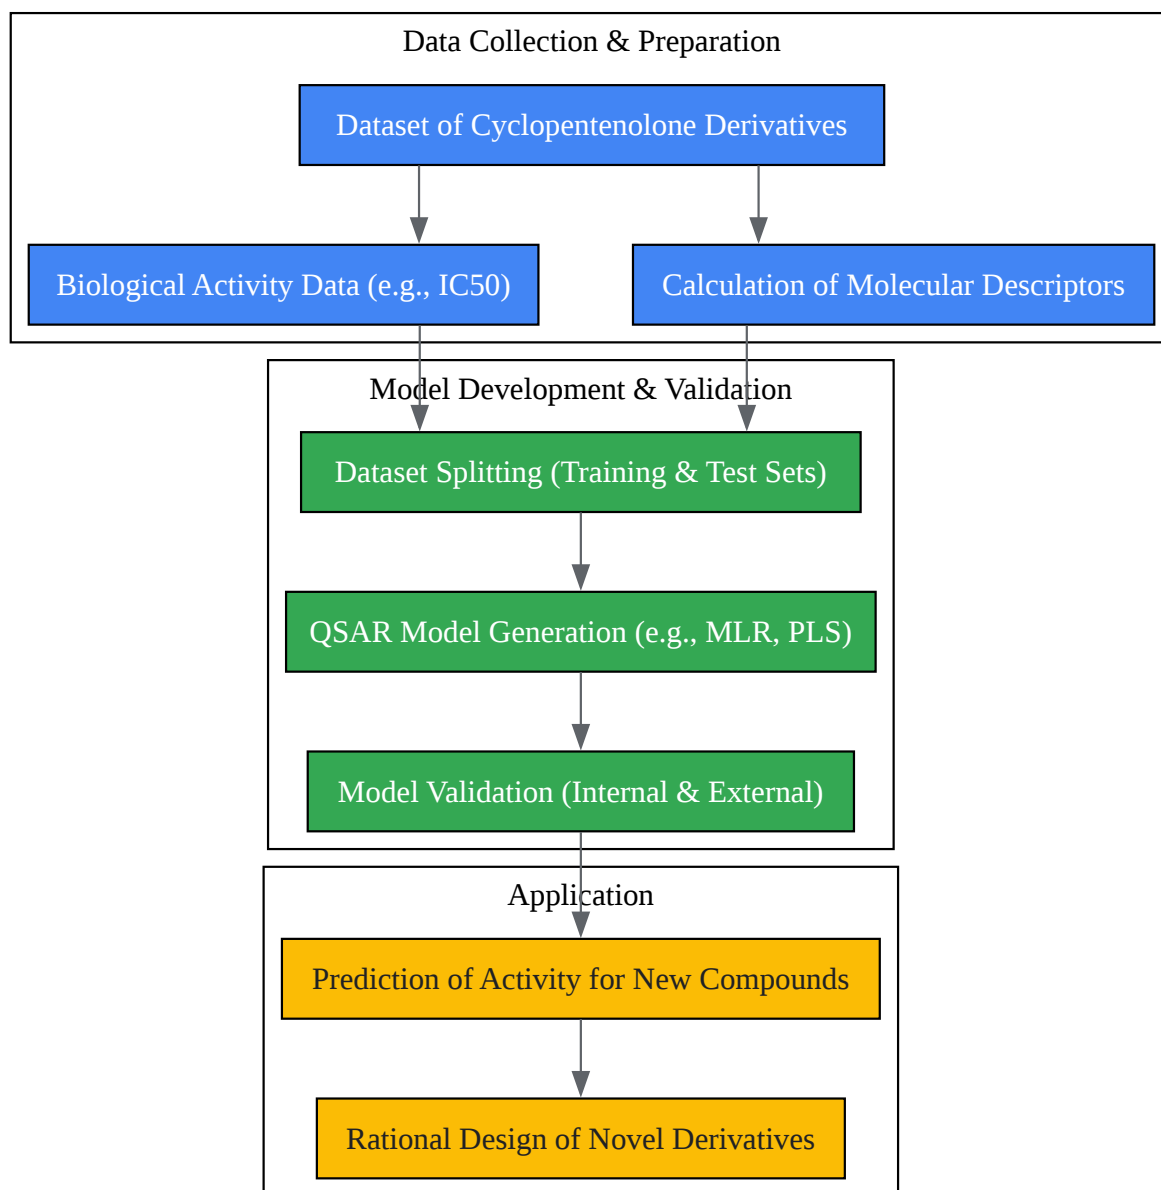 Data Collection & Preparation
Dataset of Cyclopentenolone Derivatives
Biological Activity Data (e.g., IC50)
Calculation of Molecular Descriptors
Model Development & Validation
Dataset Splitting (Training & Test Sets)
QSAR Model Generation (e.g., MLR, PLS)
Model Validation (Internal & External)
Application
Prediction of Activity for New Compounds
Rational Design of Novel Derivatives